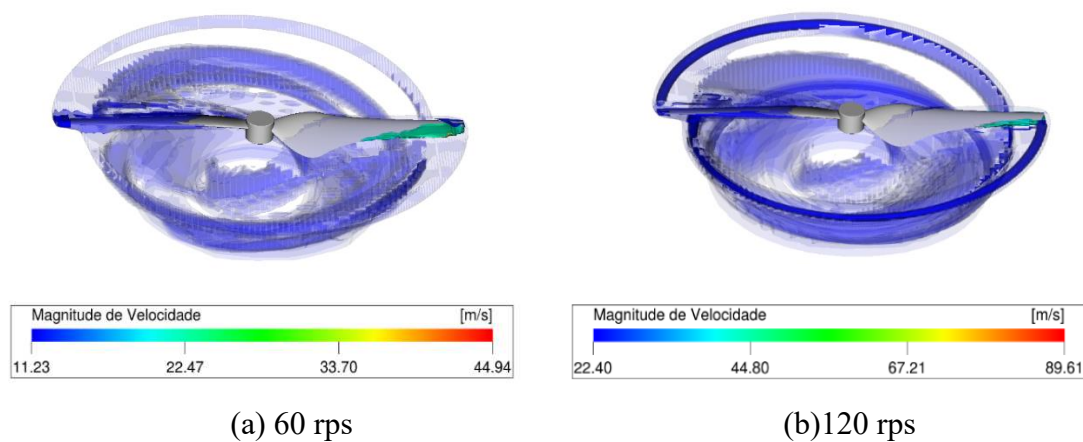 Magnitude de Velocidade [m/s]
11.23 22.47 33.70 44.94
(a) 60 rps
Magnitude de Velocidade [m/s]
22.40 44.80 67.21 89.61
(b)120 rps